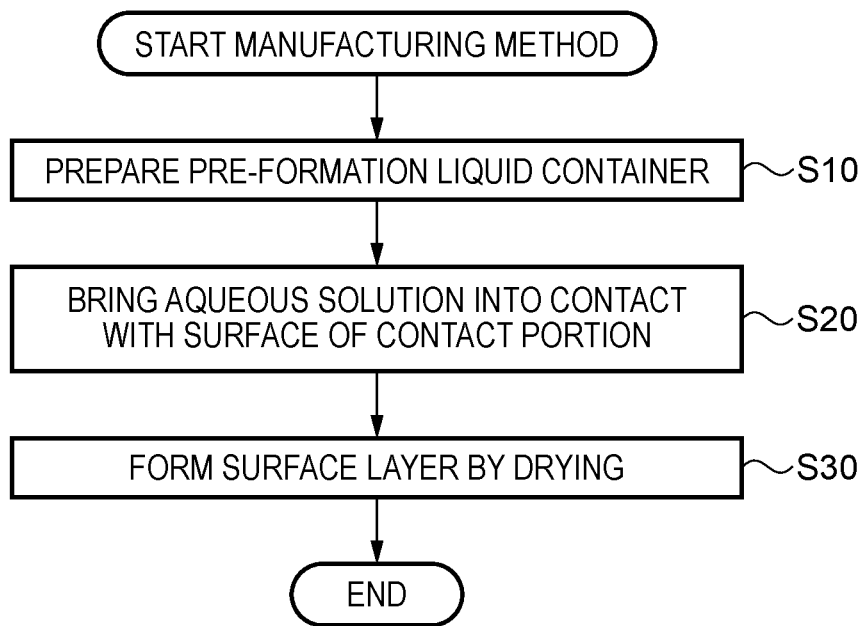 START MANUFACTURING METHOD
PREPARE PRE-FORMATION LIQUID CONTAINER
S10
BRING AQUEOUS SOLUTION INTO CONTACT
WITH SURFACE OF CONTACT PORTION
S20
FORM SURFACE LAYER BY DRYING
S30
END